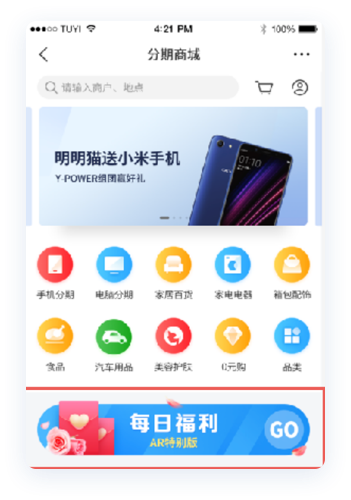 TUYI 4:21 PM 100%
分期商城
请输入商户、地点
明明猫送小米手机
Y-POWER组团赢好礼
手机分期 电脑分期 家居百货 家电电器 箱包配饰
食品 汽车用品 美容护肤 0元购 品类
每日福利
AR特别版
GO